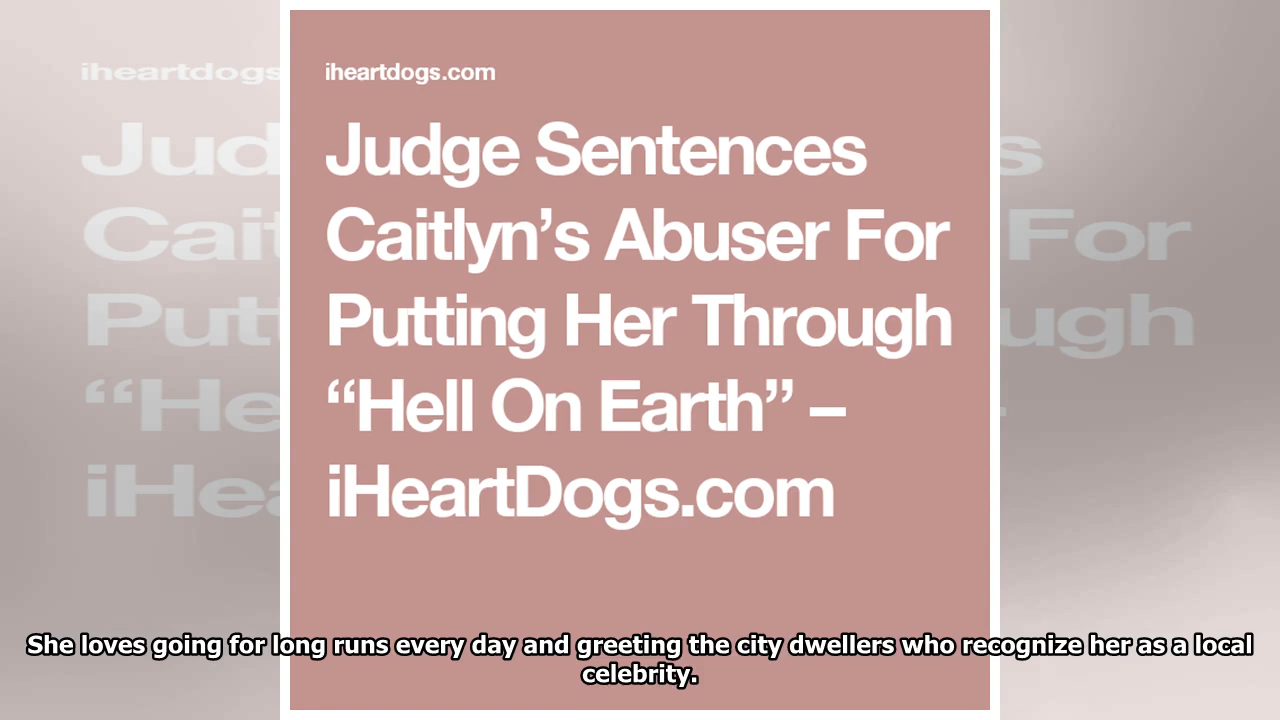 iheartdogs.com
Judge Sentences
Caitlyn’s Abuser For
Putting Her Through
“Hell On Earth” –
iHeartDogs.com
She loves going for long runs every day and greeting the city dwellers who recognize her as a local
celebrity.